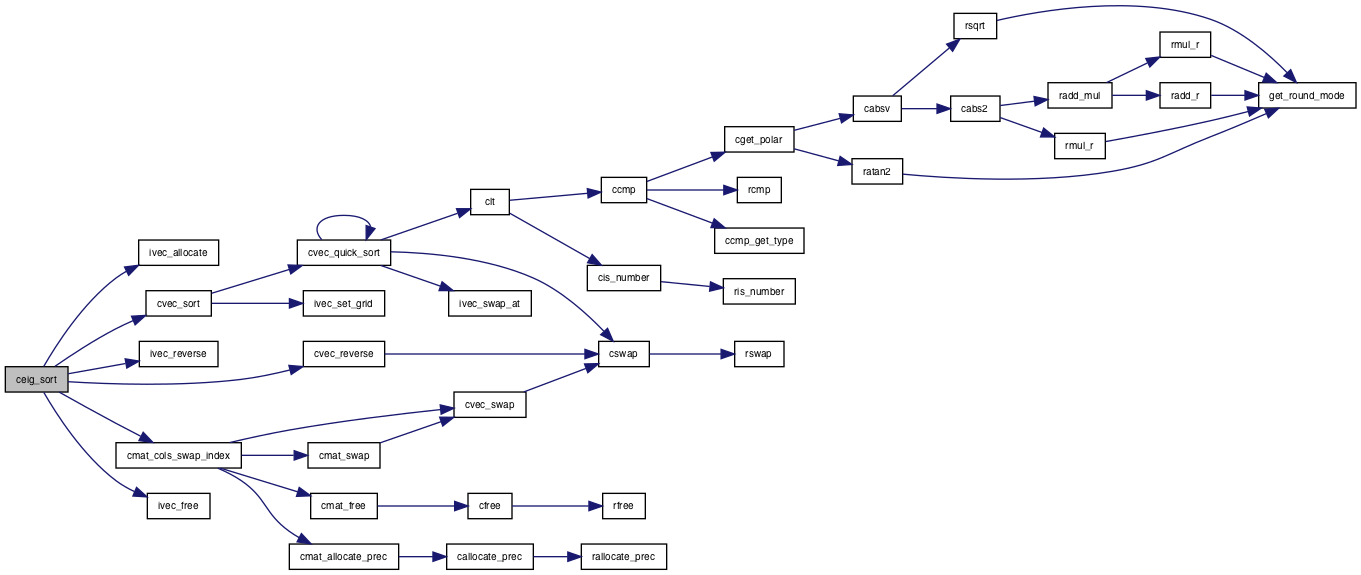 rsqrt
rmul_r
radd_mul
radd_r
get_round_mode
cabsv
cabs2
cget_polar
rmul_r
ratan2
ccmp
rcmp
clt
ccmp_get_type
ivec_allocate
cvec_quick_sort
cis_number
ris_number
cvec_sort
ivec_set_grid
ivec_swap_at
ivec_reverse
cvec_reverse
cswap
rswap
ceig_sort
cvec_swap
cmat_cols_swap_index
cmat_swap
ivec_free
cmat_free
cfree
rfree
cmat_allocate_prec
callocate_prec
rallocate_prec